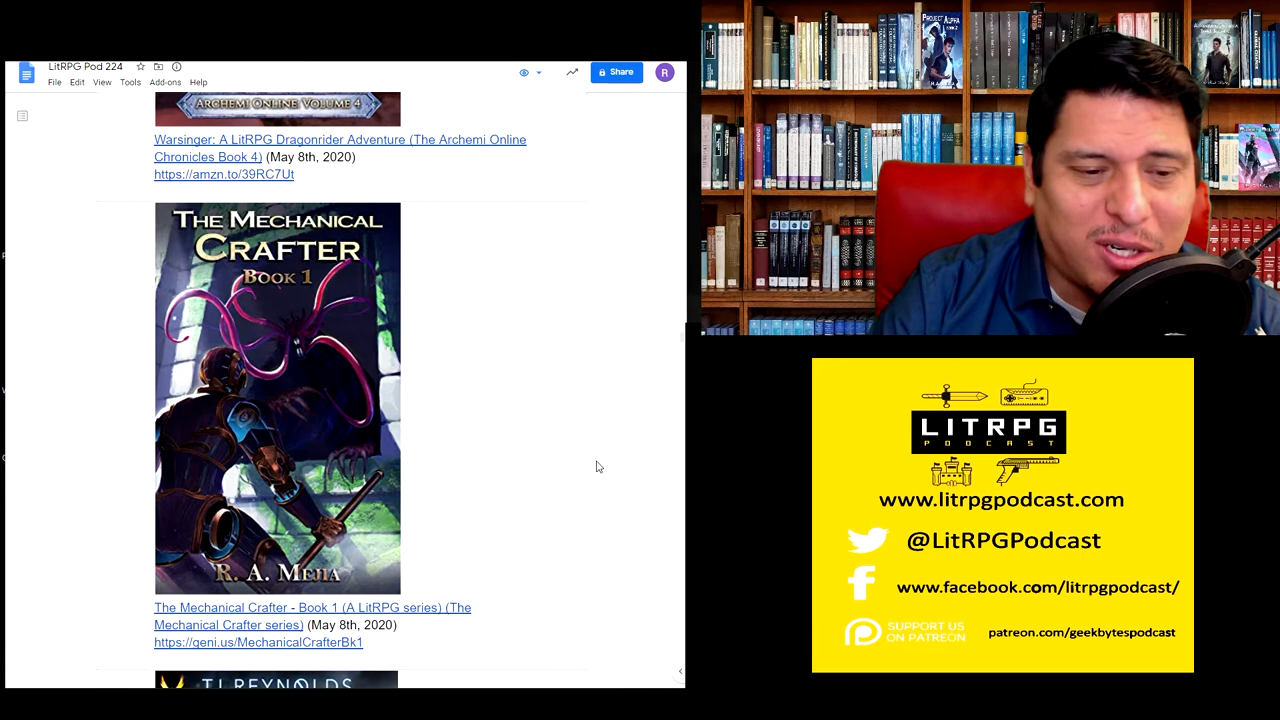 LitRPG Pod 224
File Edit View Tools Add-ons Help
Share
R
ARCHEMI ONLINE VOLUME 4
Warsinger: A LitRPG Dragonrider Adventure (The Archemi Online
Chronicles Book 4) (May 8th, 2020)
https://amzn.to/39RC7Ut
THE MECHANICAL
CRAFTER
BOOK 1
R. A. MEJIA
The Mechanical Crafter - Book 1 (A LitRPG series) (The
Mechanical Crafter series) (May 8th, 2020)
https://geni.us/MechanicalCrafterBk1
T.J. REYNOLDS
PROJECT
ALPHA
LITRPG
PODCAST
www.litrpgpodcast.com
@LitRPGPodcast
www.facebook.com/litrpgpodcast/
SUPPORT US
ON PATREON
patreon.com/geekbytespodcast